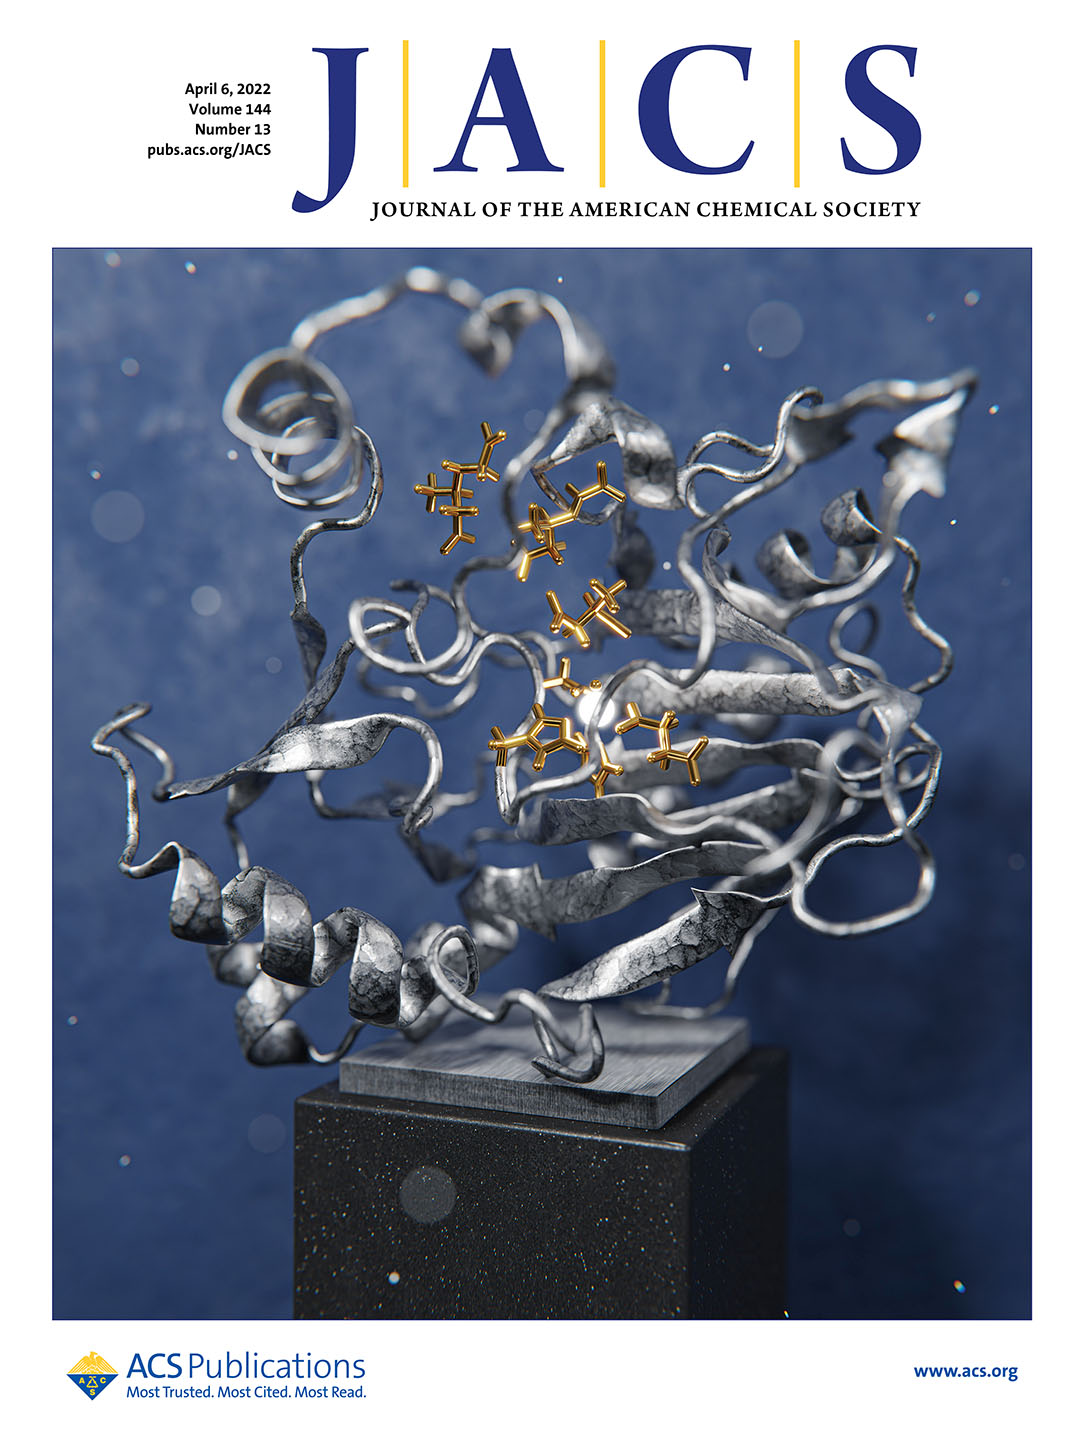 April 6, 2022
Volume 144
Number 13
pubs.acs.org/JACS
J|A|C|S
JOURNAL OF THE AMERICAN CHEMICAL SOCIETY
A C S
ACS Publications
Most Trusted. Most Cited. Most Read.
www.acs.org